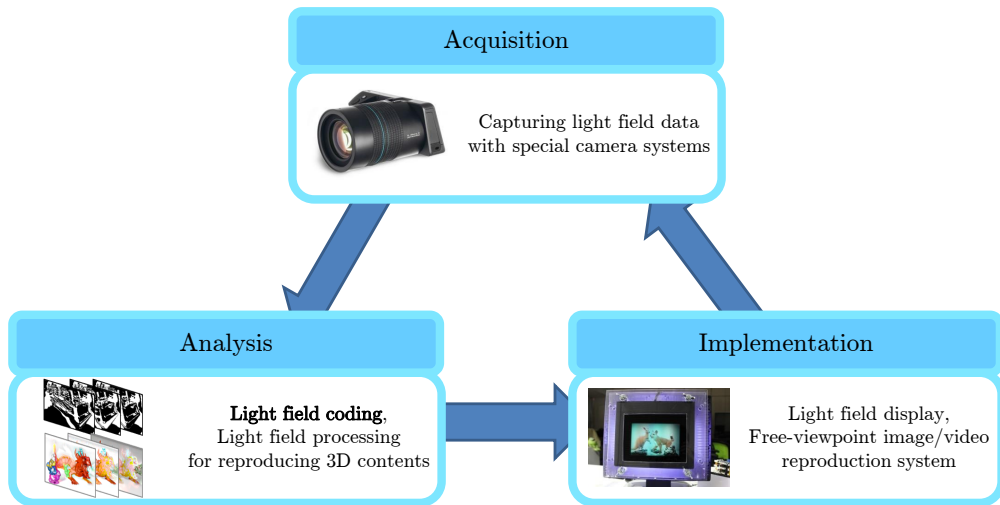 Acquisition
Capturing light field data
with special camera systems
Analysis
Light field coding,
Light field processing
for reproducing 3D contents
Implementation
Light field display,
Free-viewpoint image/video
reproduction system